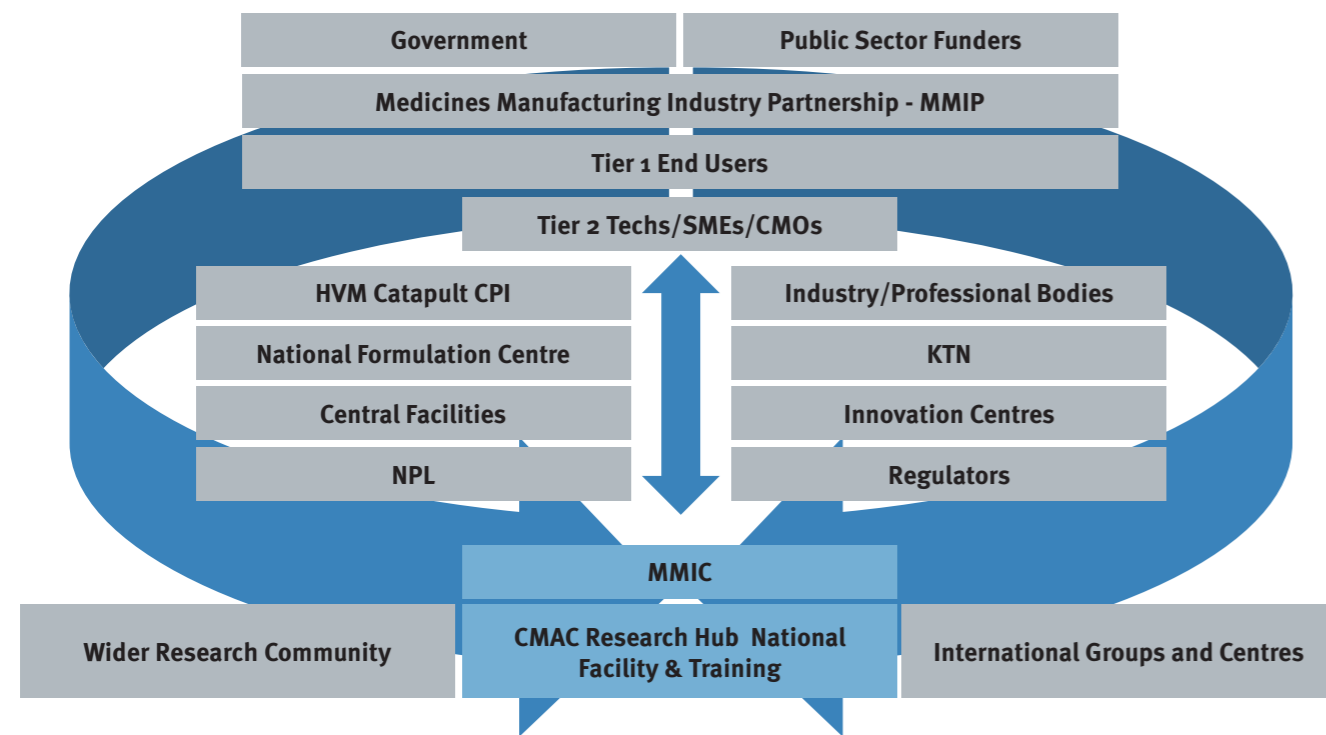 Government
Public Sector Funders
Medicines Manufacturing Industry Partnership - MMIP
Tier 1 End Users
Tier 2 Techs/SMEs/CMOs
HVM Catapult CPI
Industry/Professional Bodies
National Formulation Centre
KTN
Central Facilities
Innovation Centres
NPL
Regulators
MMIC
Wider Research Community
CMAC Research Hub National
Facility & Training
International Groups and Centres